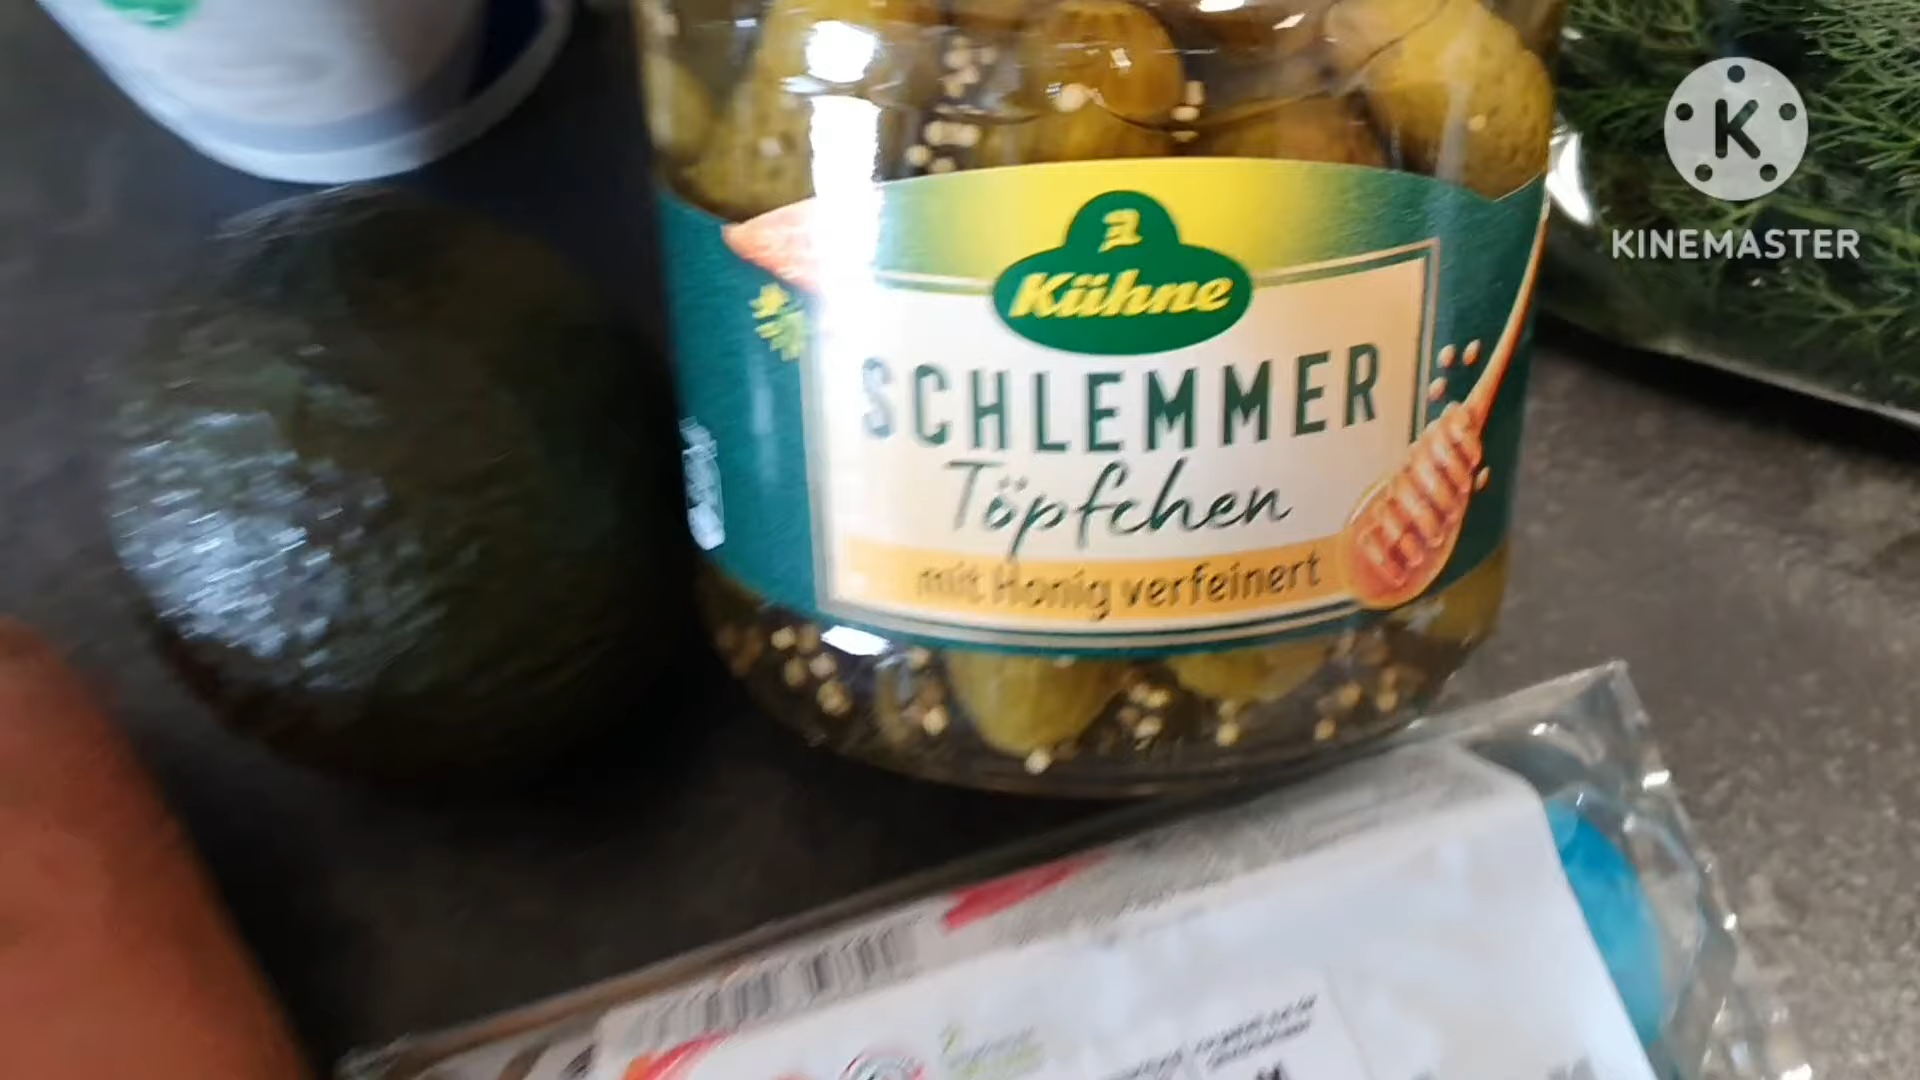 K
KINEMASTER
Kühne
SCHLEMMER
Töpfchen
mit Honig verfeinert